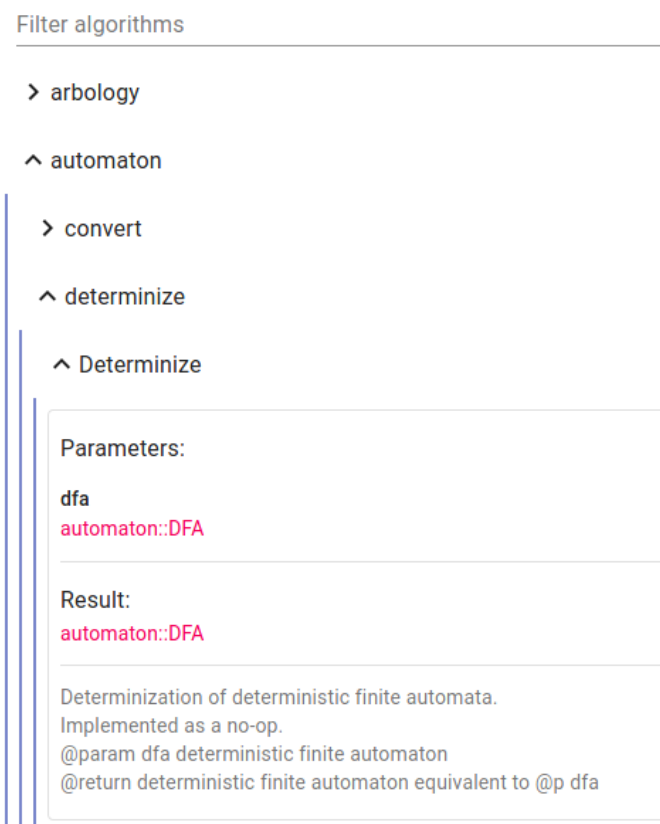 Filter algorithms
arbology
automaton
convert
determinize
Determinize
Parameters:
dfa
automaton::DFA
Result:
automaton::DFA
Determinization of deterministic finite automata.
Implemented as a no-op.
@param dfa deterministic finite automaton
@return deterministic finite automaton equivalent to @p dfa